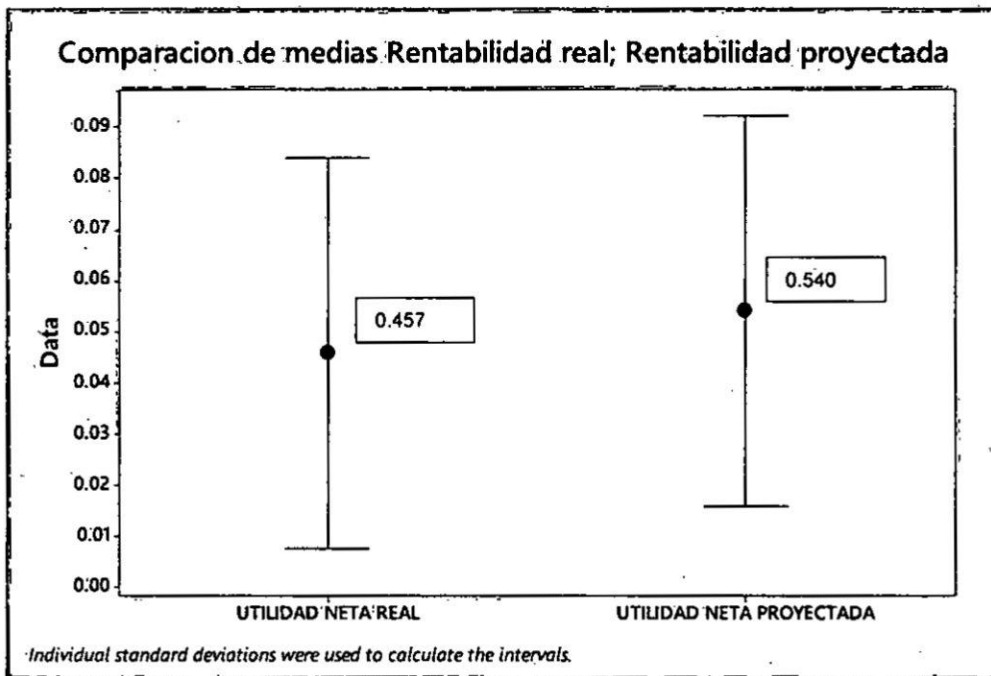 Comparacion de medias Rentabilidad real; Rentabilidad proyectada
0.09
0.08
0.07
0.06
0.05
0.04
0.03
0.02
0.01
0.00
Data
0.457
0.540
UTILIDAD NETA REAL
UTILIDAD NETA PROYECTADA
Individual standard deviations were used to calculate the intervals.